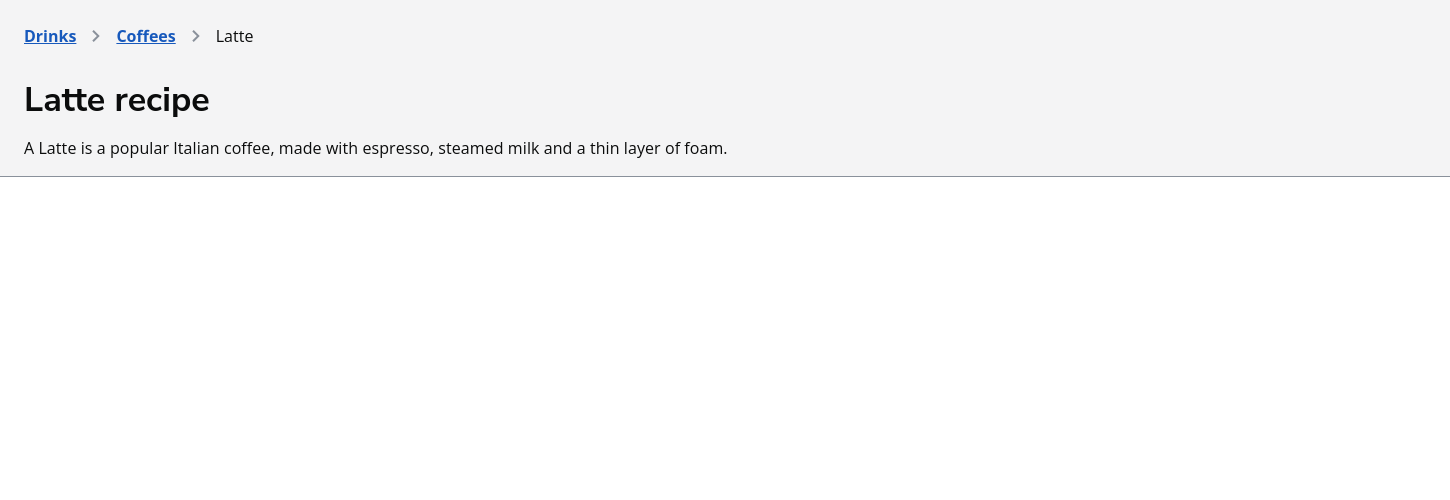 Drinks Coffees Latte
Latte recipe
A Latte is a popular Italian coffee, made with espresso, steamed milk and a thin layer of foam.